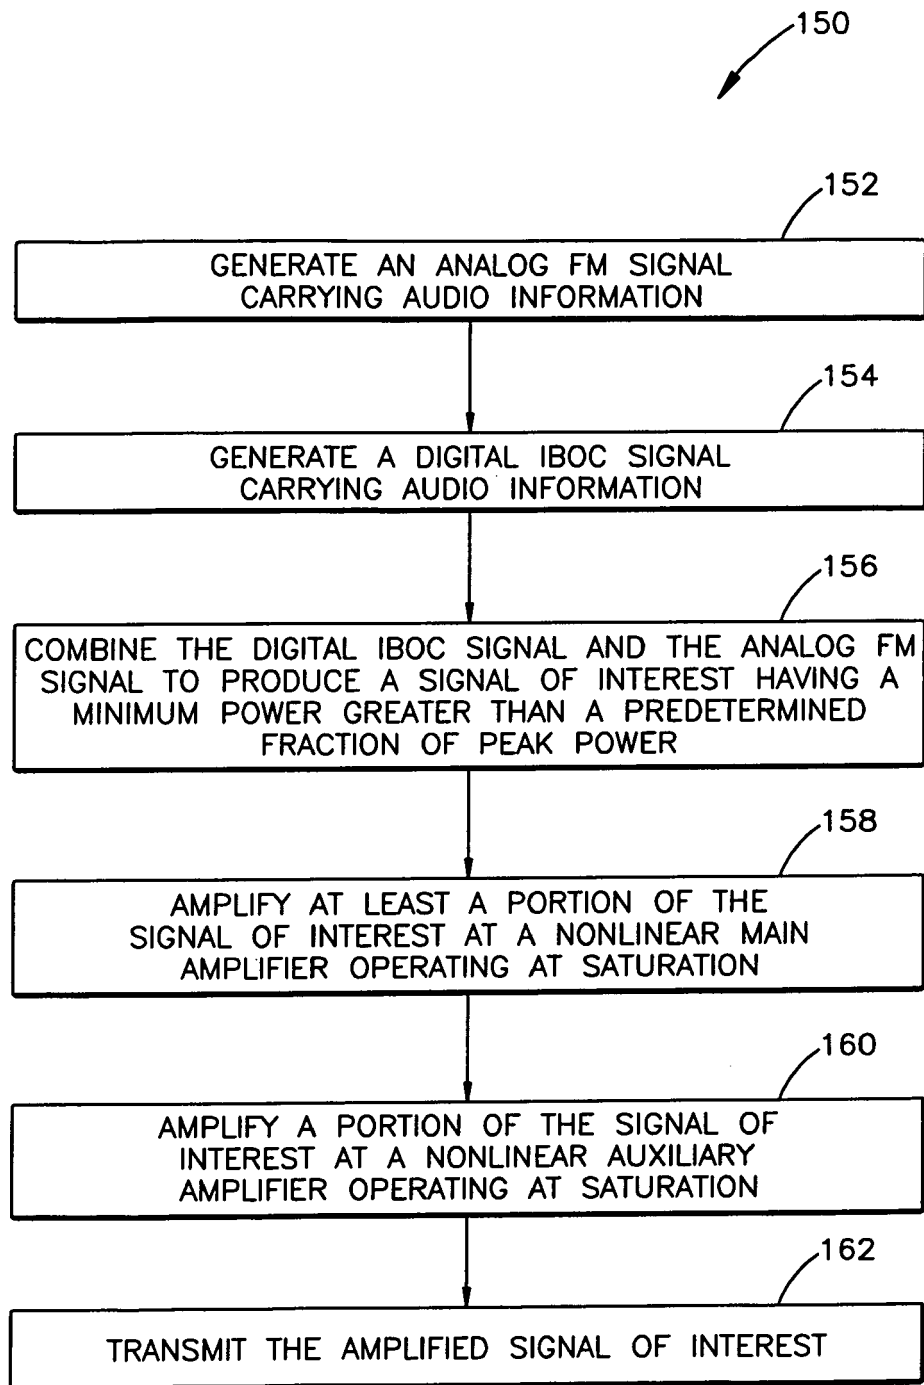 150
152
GENERATE AN ANALOG FM SIGNAL
CARRYING AUDIO INFORMATION
154
GENERATE A DIGITAL IBOC SIGNAL
CARRYING AUDIO INFORMATION
156
COMBINE THE DIGITAL IBOC SIGNAL AND THE ANALOG FM
SIGNAL TO PRODUCE A SIGNAL OF INTEREST HAVING A
MINIMUM POWER GREATER THAN A PREDETERMINED
FRACTION OF PEAK POWER
158
AMPLIFY AT LEAST A PORTION OF THE
SIGNAL OF INTEREST AT A NONLINEAR MAIN
AMPLIFIER OPERATING AT SATURATION
160
AMPLIFY A PORTION OF THE SIGNAL OF
INTEREST AT A NONLINEAR AUXILIARY
AMPLIFIER OPERATING AT SATURATION
162
TRANSMIT THE AMPLIFIED SIGNAL OF INTEREST